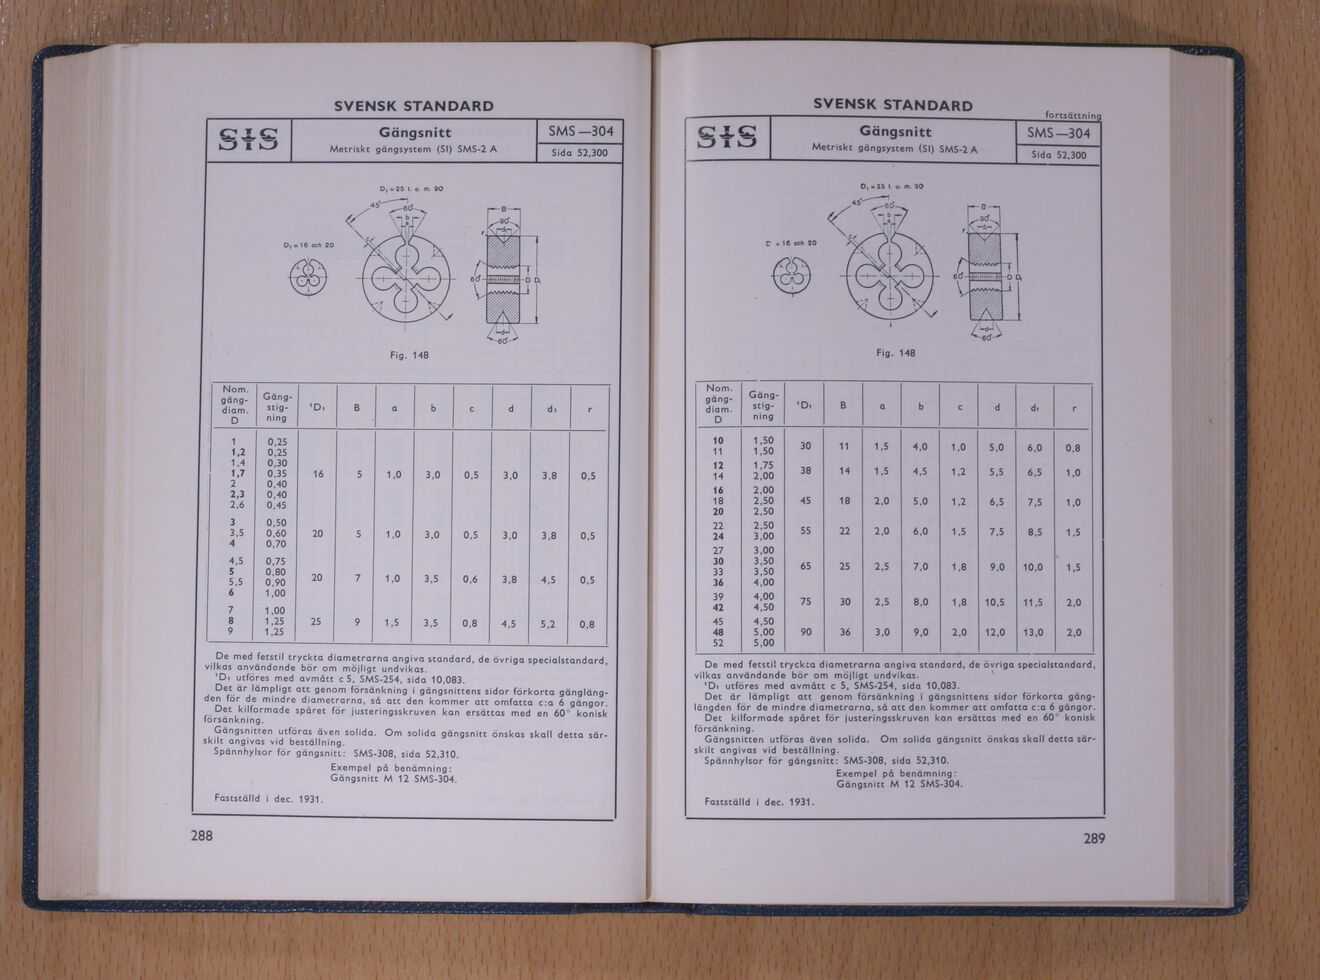 SVENSK STANDARD
SIS
Gängsnitt
Metriskt gängsystem (SI) SMS-2 A
SMS—304
Sida 52,300
D₁ = 25 t. o. m. 90
45°
60°
b
a
c
D₁ = 16 och 20
B
90°
d₁
r
60°
D D₁
d
60°
Fig. 148
Nom. gäng- diam. D Gäng- stig- ning ¹D₁ B a b c d d₁ r
1 0,25
1,2 0,25
1,4 0,30
1,7 0,35 16 5 1,0 3,0 0,5 3,0 3,8 0,5
2 0,40
2,3 0,40
2,6 0,45
3 0,50
3,5 0,60 20 5 1,0 3,0 0,5 3,0 3,8 0,5
4 0,70
4,5 0,75
5 0,80
5,5 0,90 20 7 1,0 3,5 0,6 3,8 4,5 0,5
6 1,00
7 1,00
8 1,25 25 9 1,5 3,5 0,8 4,5 5,2 0,8
9 1,25
De med fetstil tryckta diametrarna angiva standard, de övriga specialstandard,
vilkas användande bör om möjligt undvikas.
¹D₁ utföres med avmått c 5, SMS-254, sida 10,083.
Det är lämpligt att genom försänkning i gängsnittens sidor förkorta gängläng-
den för de mindre diametrarna, så att den kommer att omfatta c:a 6 gängor.
Det kilformade spåret för justeringsskruven kan ersättas med en 60° konisk
försänkning.
Gängsnitten utföras även solida. Om solida gängsnitt önskas skall detta sär-
skilt angivas vid beställning.
Spännhylsor för gängsnitt: SMS-308, sida 52,310.
Exempel på benämning:
Gängsnitt M 12 SMS-304.
Fastställd i dec. 1931.
288
SVENSK STANDARD
fortsättning
SIS
Gängsnitt
Metriskt gängsystem (SI) SMS-2 A
SMS—304
Sida 52,300
D₁ = 25 t. o. m. 90
45°
60°
b
a
c
= 16 och 20
B
90°
d₁
r
60°
D D₁
d
60°
Fig. 148
Nom. gäng- diam. D Gäng- stig- ning ¹D₁ B a b c d d₁ r
10 1,50
11 1,50 30 11 1,5 4,0 1,0 5,0 6,0 0,8
12 1,75
14 2,00 38 14 1,5 4,5 1,2 5,5 6,5 1,0
16 2,00
18 2,50 45 18 2,0 5,0 1,2 6,5 7,5 1,0
20 2,50
22 2,50
24 3,00 55 22 2,0 6,0 1,5 7,5 8,5 1,5
27 3,00
30 3,50
33 3,50 65 25 2,5 7,0 1,8 9,0 10,0 1,5
36 4,00
39 4,00
42 4,50 75 30 2,5 8,0 1,8 10,5 11,5 2,0
45 4,50
48 5,00 90 36 3,0 9,0 2,0 12,0 13,0 2,0
52 5,00
De med fetstil tryckta diametrarna angiva standard, de övriga specialstandard,
vilkas användande bör om möjligt undvikas.
¹D₁ utföres med avmått c 5, SMS-254, sida 10,083.
Det är lämpligt att genom försänkning i gängsnittens sidor förkorta gäng-
längden för de mindre diametrarna, så att den kommer att omfatta c:a 6 gängor.
Det kilformade spåret för justeringsskruven kan ersättas med en 60° konisk
försänkning.
Gängsnitten utföras även solida. Om solida gängsnitt önskas skall detta sär-
skilt angivas vid beställning.
Spännhylsor för gängsnitt: SMS-308, sida 52,310.
Exempel på benämning:
Gängsnitt M 12 SMS-304.
Fastställd i dec. 1931.
289